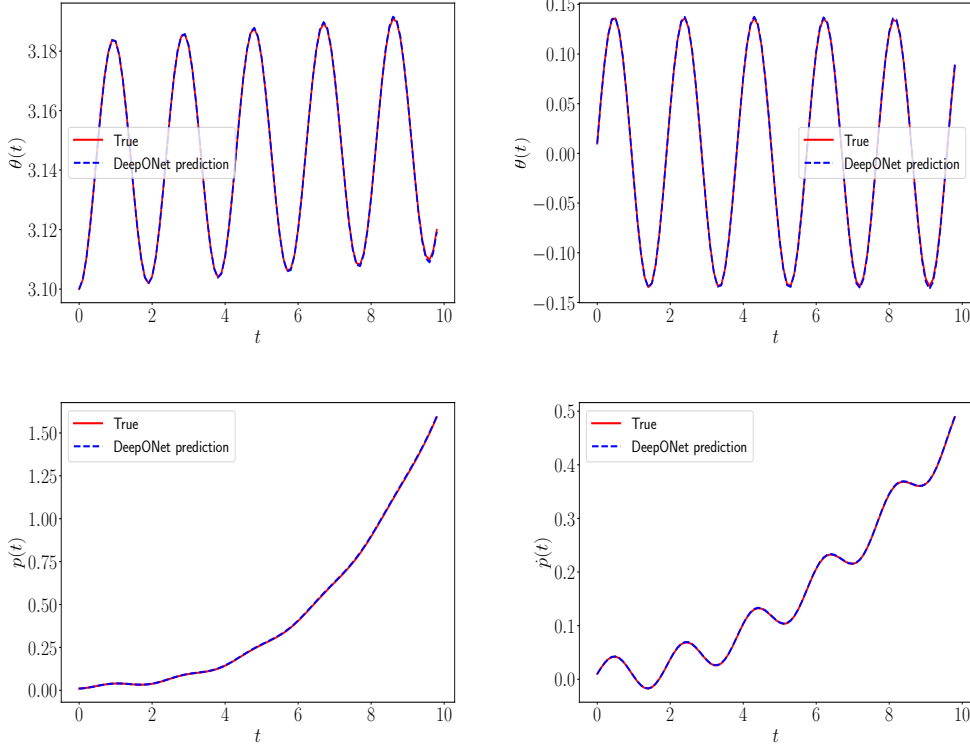 θ(t)
3.18
3.16
3.14
3.12
3.10
True
DeepONet prediction
0 2 4 6 8 10
t
θ̇(t)
0.15
0.10
0.05
0.00
−0.05
−0.10
−0.15
True
DeepONet prediction
0 2 4 6 8 10
t
p(t)
1.50
1.25
1.00
0.75
0.50
0.25
0.00
True
DeepONet prediction
0 2 4 6 8 10
t
ṗ(t)
0.5
0.4
0.3
0.2
0.1
0.0
True
DeepONet prediction
0 2 4 6 8 10
t